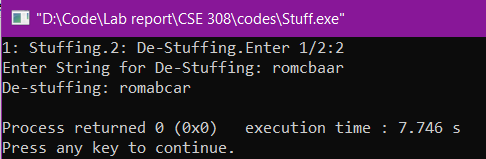 "D:\Code\Lab report\CSE 308\codes\Stuff.exe"
1: Stuffing.2: De-Stuffing.Enter 1/2:2
Enter String for De-Stuffing: romcbaar
De-stuffing: romabcar
Process returned 0 (0x0)   execution time : 7.746 s
Press any key to continue.